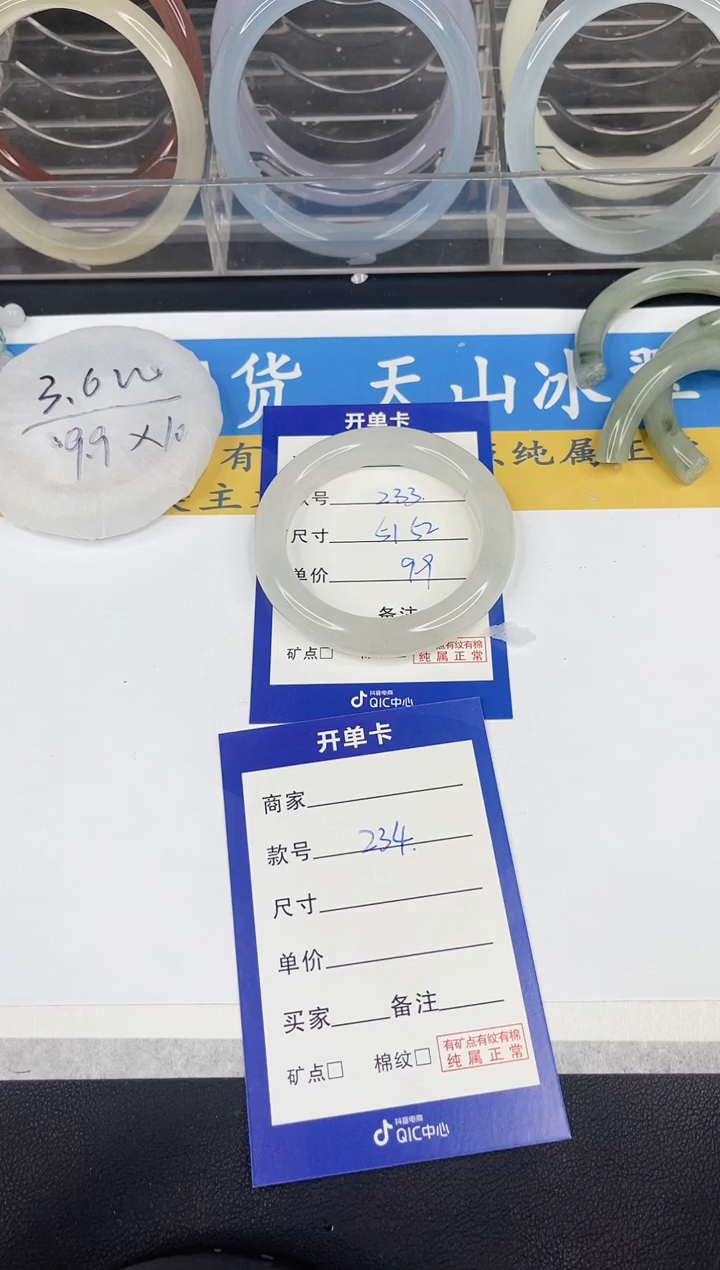 3.6w
99 X10
货 天山冰翠
有 纯属正
主
开单卡
号 233.
尺寸 51 52
单价 99
备注
矿点□
点有纹有棉
纯属正常
抖音电商
QIC中心
开单卡
商家
款号 234.
尺寸
单价
买家 备注
矿点□ 棉纹□
有矿点有纹有棉
纯属正常
抖音电商
QIC中心